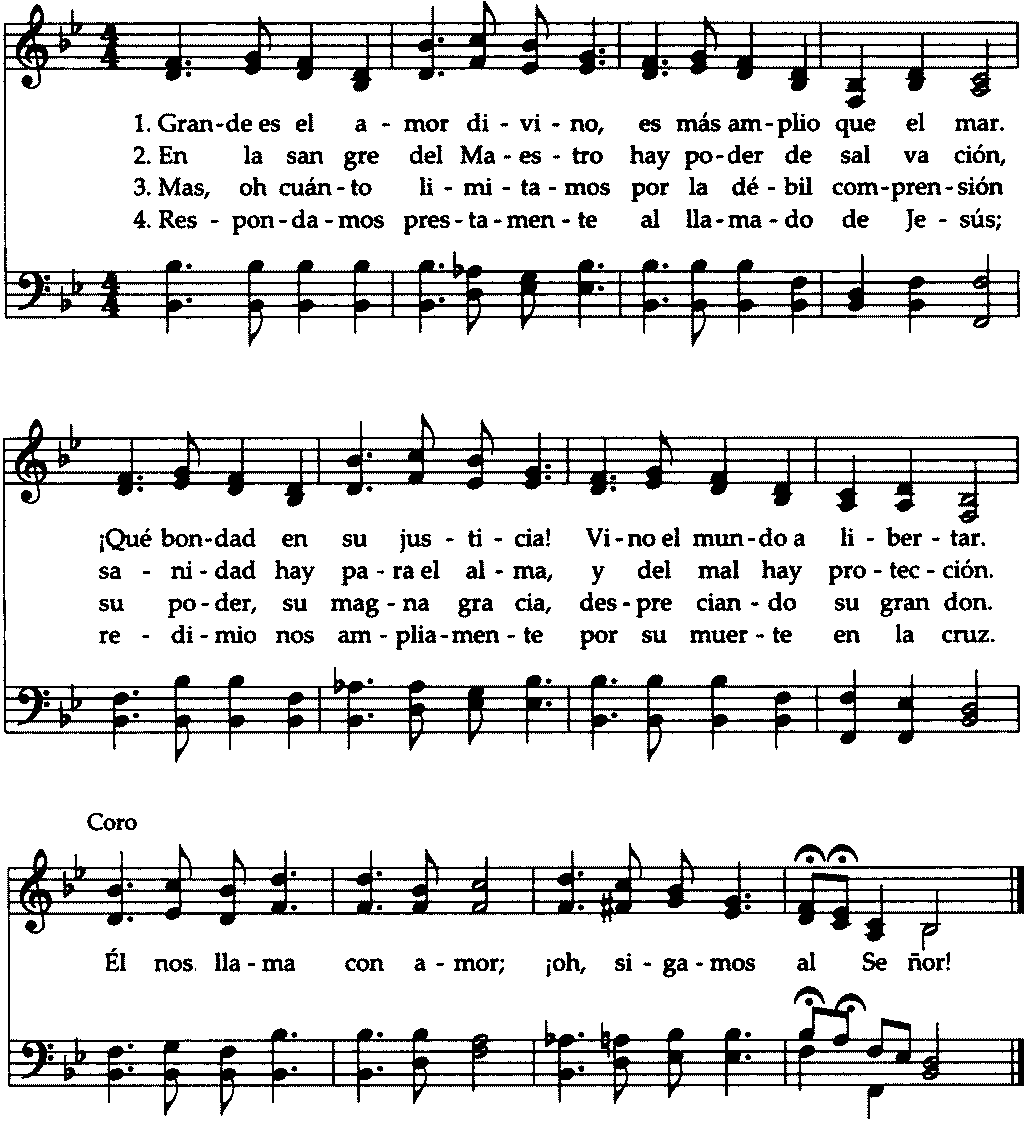 1. Gran-de es el a - mor di - vi - no, es más am-plio que el mar.
2. En la san gre del Ma - es - tro hay po-der de sal va ción,
3. Mas, oh cuán-to li - mi - ta-mos por la dé-bil com-pren-sión
4. Res - pon-da-mos pres-ta-men-te al lla-ma-do de Je - sús;
¡Qué bon-dad en su jus - ti - cia! Vi-no el mun-do a li - ber - tar.
sa - ni - dad hay pa-ra el al - ma, y del mal hay pro-tec-ción.
su po-der, su mag-na gra cia, des-pre cian-do su gran don.
re - di-mio nos am-plia-men-te por su muer-te en la cruz.
Coro
Él nos lla-ma con a-mor; ¡oh, si-ga-mos al Se ñor!